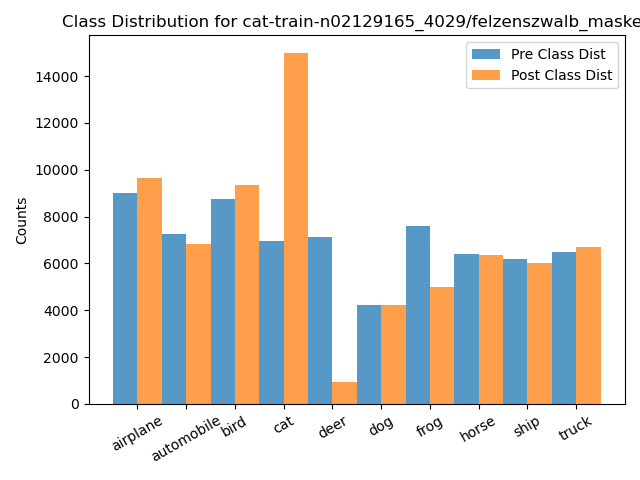 Class Distribution for cat-train-n02129165_4029/felzenszwalb_maske
Pre Class Dist
Post Class Dist
Counts
14000
12000
10000
8000
6000
4000
2000
0
airplane
automobile
bird
cat
deer
dog
frog
horse
ship
truck